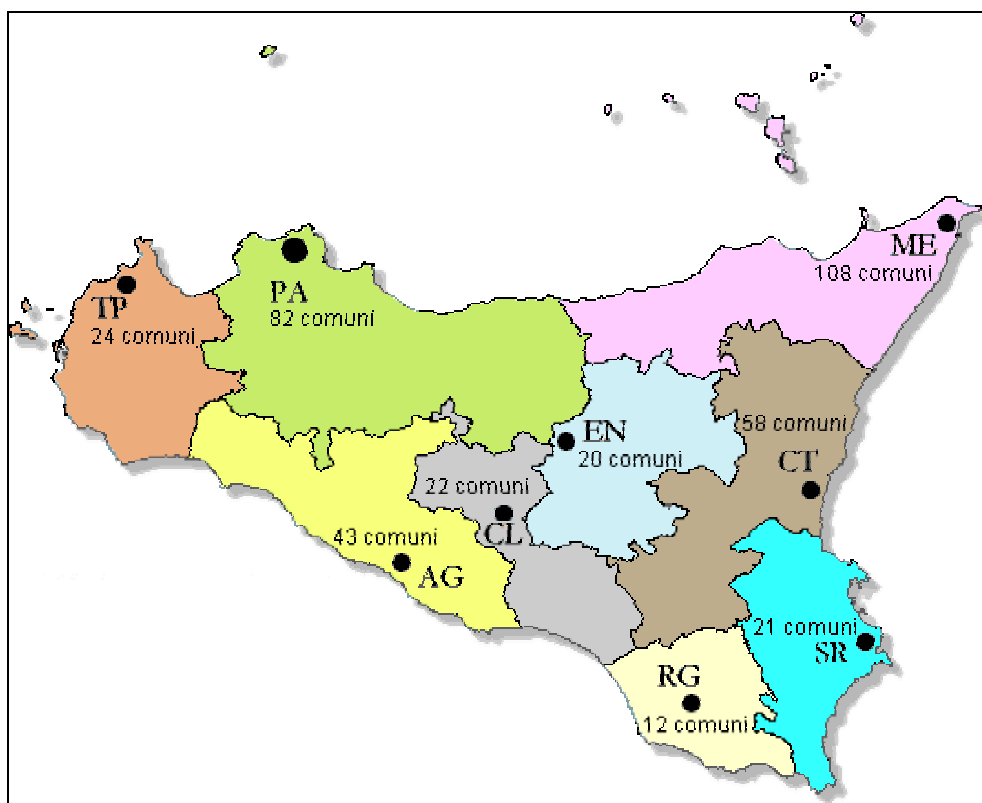 ME
108 comuni
PA
82 comuni
TP
24 comuni
58 comuni
EN
20 comuni
CT
22 comuni
CL
43 comuni
AG
21 comuni
SR
RG
12 comuni